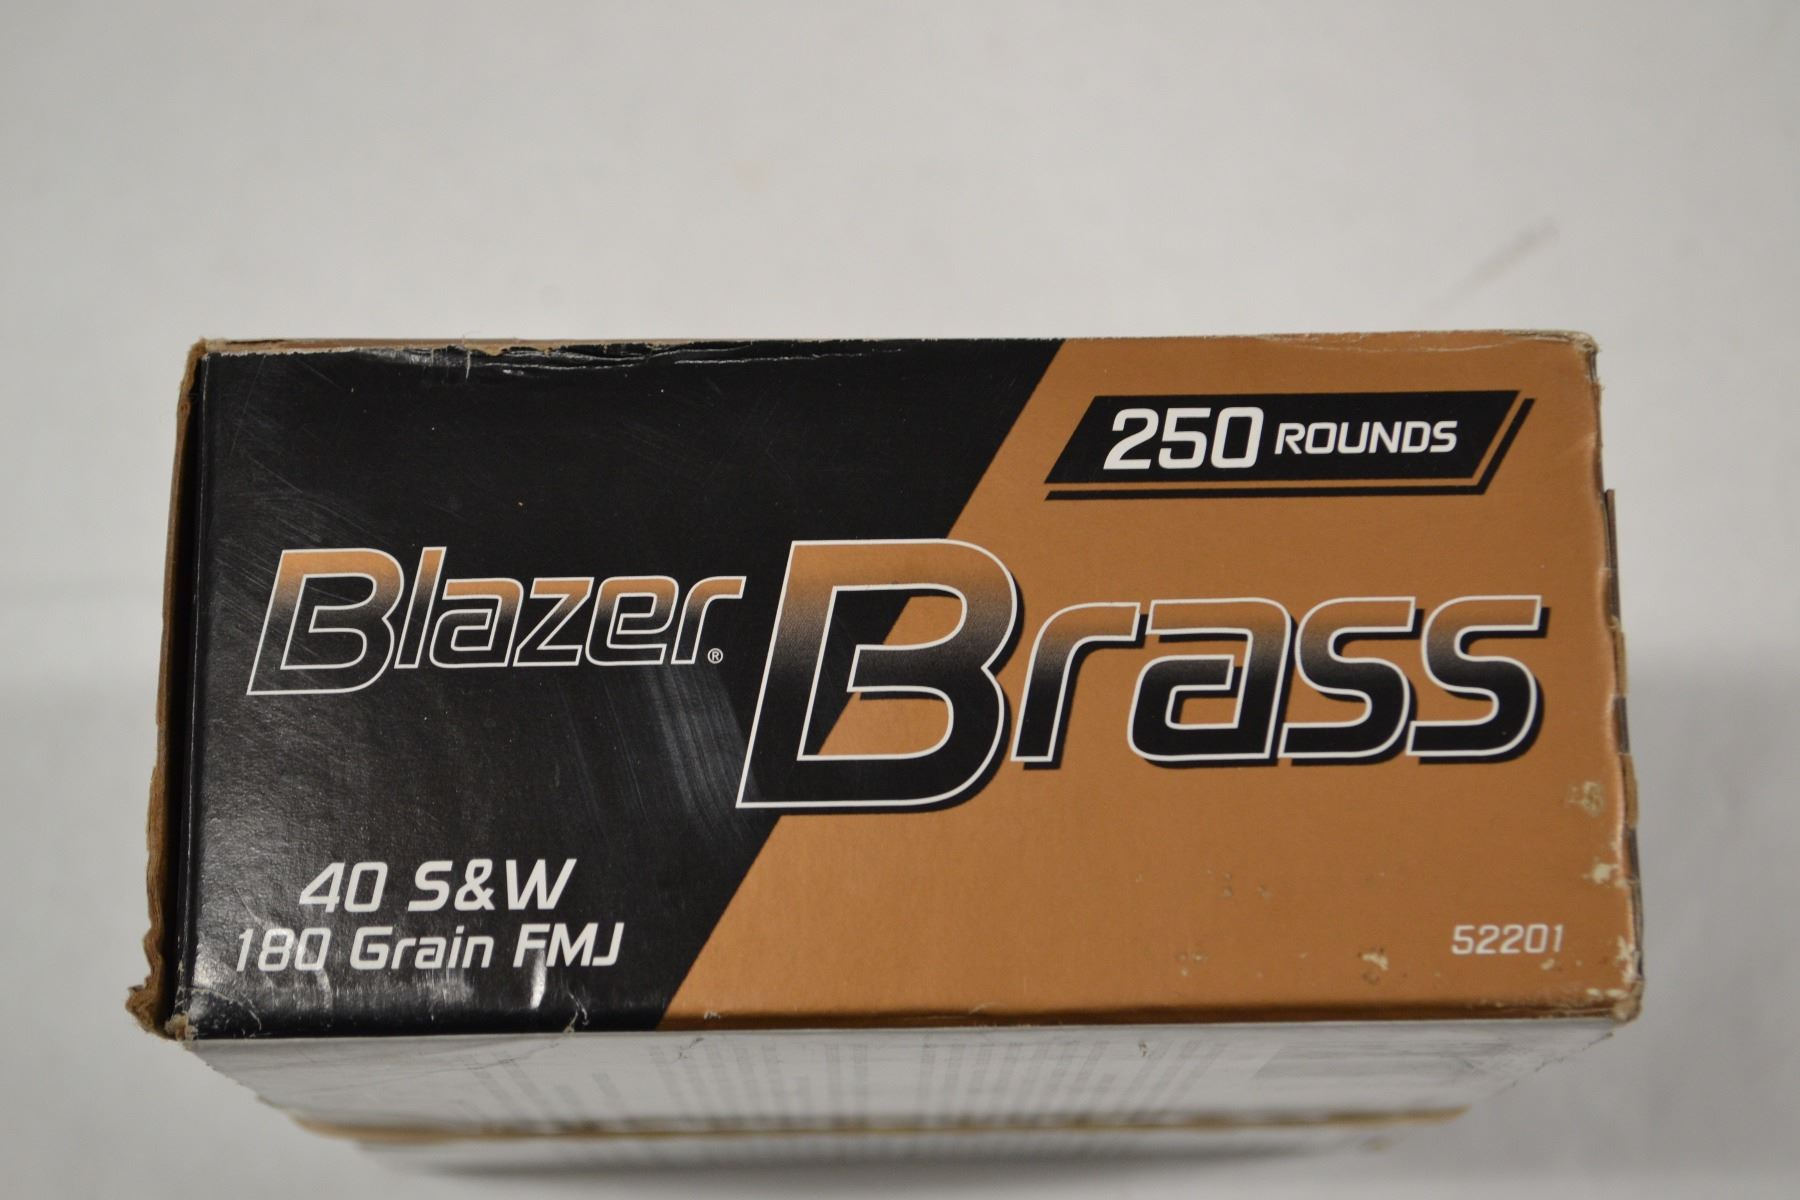 250 ROUNDS
Blazer® Brass
40 S&W
180 Grain FMJ
52201